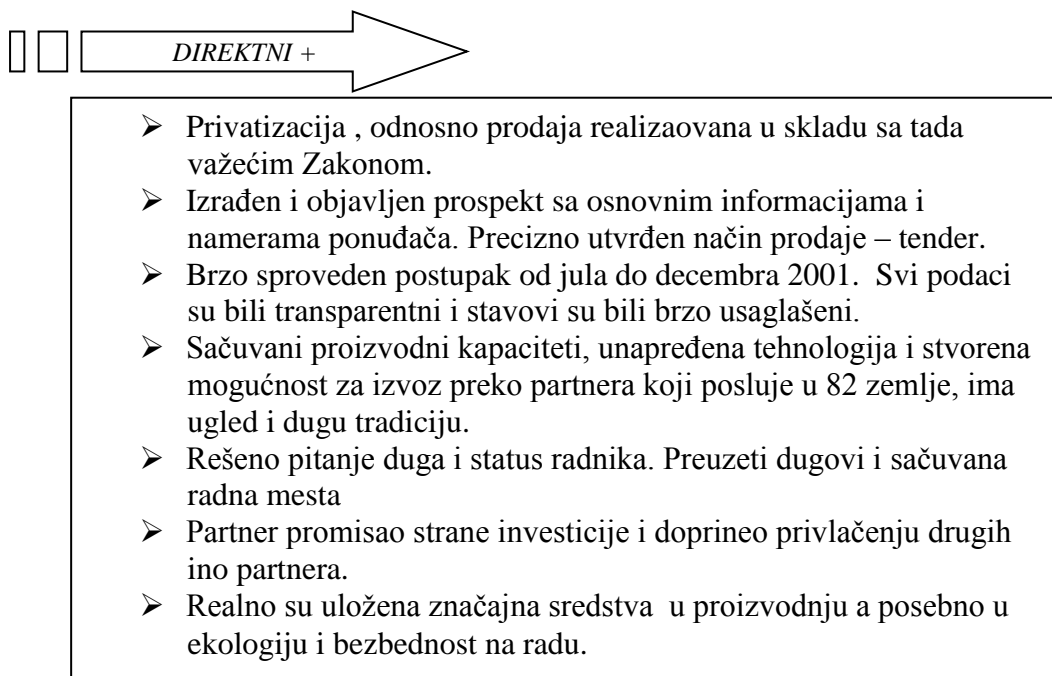 DIREKTNI +
➢ Privatizacija , odnosno prodaja realizaovana u skladu sa tada
važećim Zakonom.
➢ Izrađen i objavljen prospekt sa osnovnim informacijama i
namerama ponuđača. Precizno utvrđen način prodaje – tender.
➢ Brzo sproveden postupak od jula do decembra 2001.  Svi podaci
su bili transparentni i stavovi su bili brzo usaglašeni.
➢ Sačuvani proizvodni kapaciteti, unapređena tehnologija i stvorena
mogućnost za izvoz preko partnera koji posluje u 82 zemlje, ima
ugled i dugu tradiciju.
➢ Rešeno pitanje duga i status radnika. Preuzeti dugovi i sačuvana
radna mesta
➢ Partner promisao strane investicije i doprineo privlačenju drugih
ino partnera.
➢ Realno su uložena značajna sredstva  u proizvodnju a posebno u
ekologiju i bezbednost na radu.